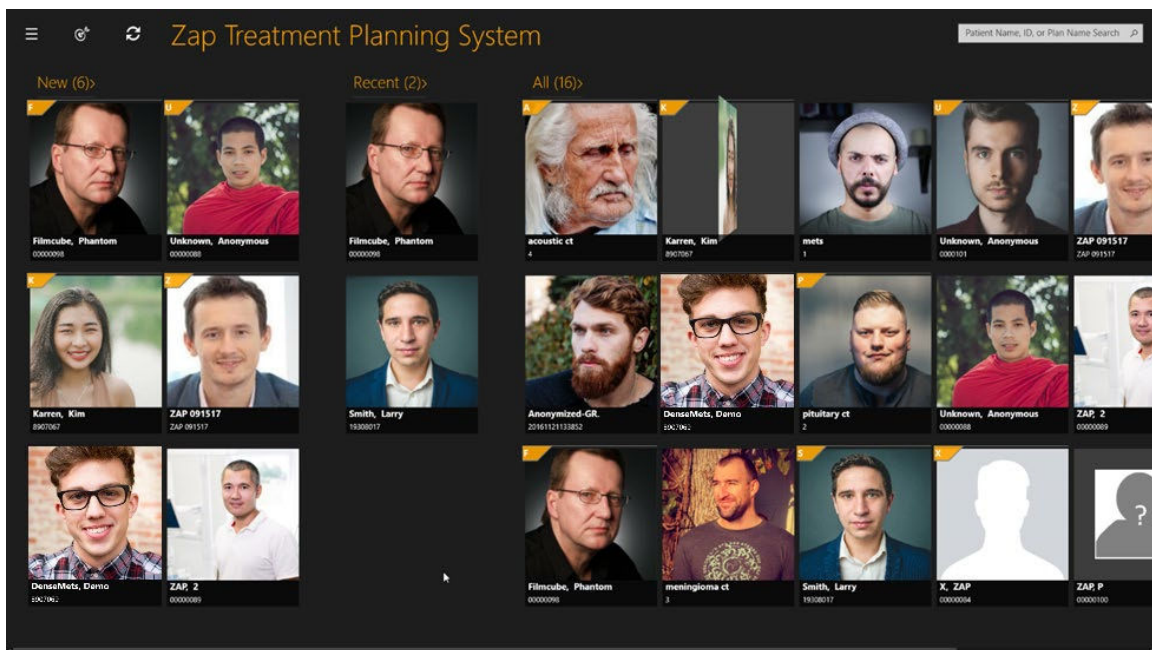 Zap Treatment Planning System
Patient Name, ID, or Plan Name Search
New (6)>
Recent (2)>
All (16)>
F
U
A
K
U
Z
Filmcube, Phantom
00000098
Unknown, Anonymous
00000088
Filmcube, Phantom
00000098
acoustic ct
4
Karren, Kim
8907067
mets
1
Unknown, Anonymous
0000101
ZAP 091517
ZAP 091517
K
Z
P
Karren, Kim
8907067
ZAP 091517
ZAP 091517
Smith, Larry
19308017
Anonymized-GR.
20161121133852
DenseMets, Demo
pituitary ct
2
Unknown, Anonymous
00000088
ZAP, 2
00000089
F
S
X
DenseMets, Demo
ZAP, 2
00000089
Filmcube, Phantom
00000098
meningioma ct
3
Smith, Larry
19308017
X, ZAP
00000084
?
ZAP, P
00000100